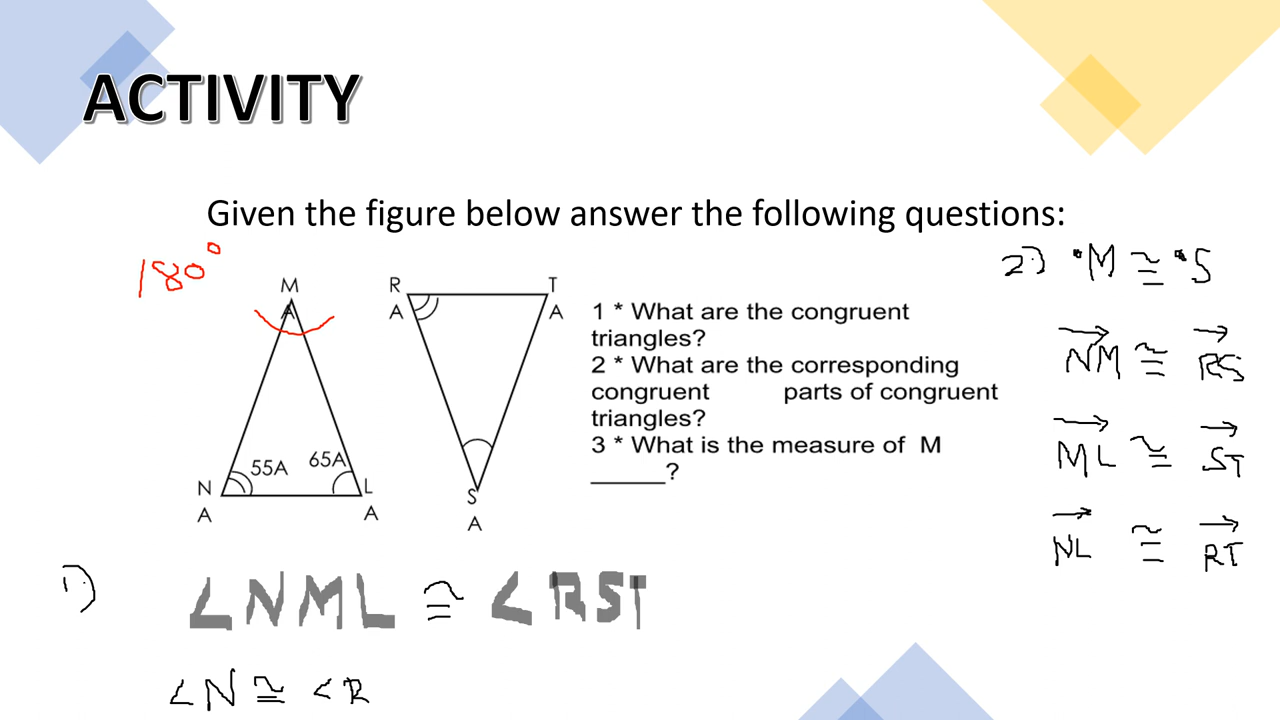 ACTIVITY
Given the figure below answer the following questions:
180°
M
A
R
A
T
A
1 * What are the congruent
triangles?
2 * What are the corresponding
congruent parts of congruent
triangles?
3 * What is the measure of M
_____?
55A
65A
N
A
L
A
S
A
2.) •M ≅ •S
NM ≅ RS
ML ≅ ST
NL ≅ RT
1.) ∠NML ≅ ∠RST
∠N ≅ ∠R